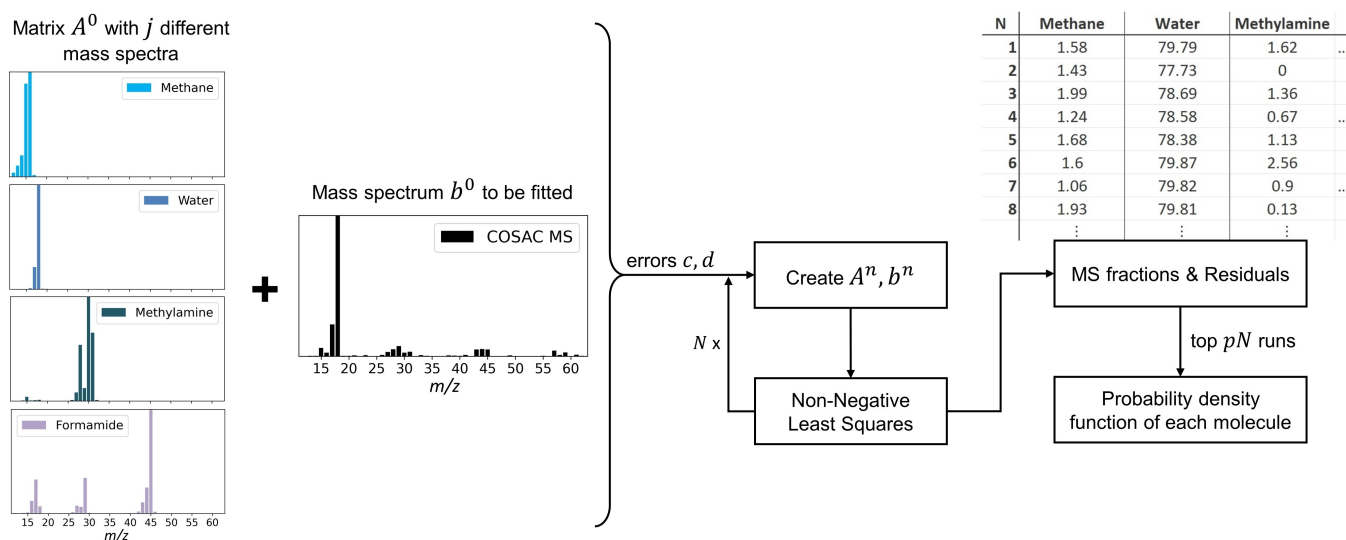 Matrix A⁰ with j different
mass spectra
Methane
Water
Methylamine
Formamide
15 20 25 30 35 40 45 50 55 60
m/z
+
Mass spectrum b⁰ to be fitted
COSAC MS
15 20 25 30 35 40 45 50 55 60
m/z
errors c, d
N x
Create Aⁿ, bⁿ
Non-Negative
Least Squares
N Methane Water Methylamine
1 1.58 79.79 1.62 ..
2 1.43 77.73 0
3 1.99 78.69 1.36
4 1.24 78.58 0.67 ..
5 1.68 78.38 1.13
6 1.6 79.87 2.56
7 1.06 79.82 0.9 ..
8 1.93 79.81 0.13
⋮ ⋮ ⋮
MS fractions & Residuals
top pN runs
Probability density
function of each molecule